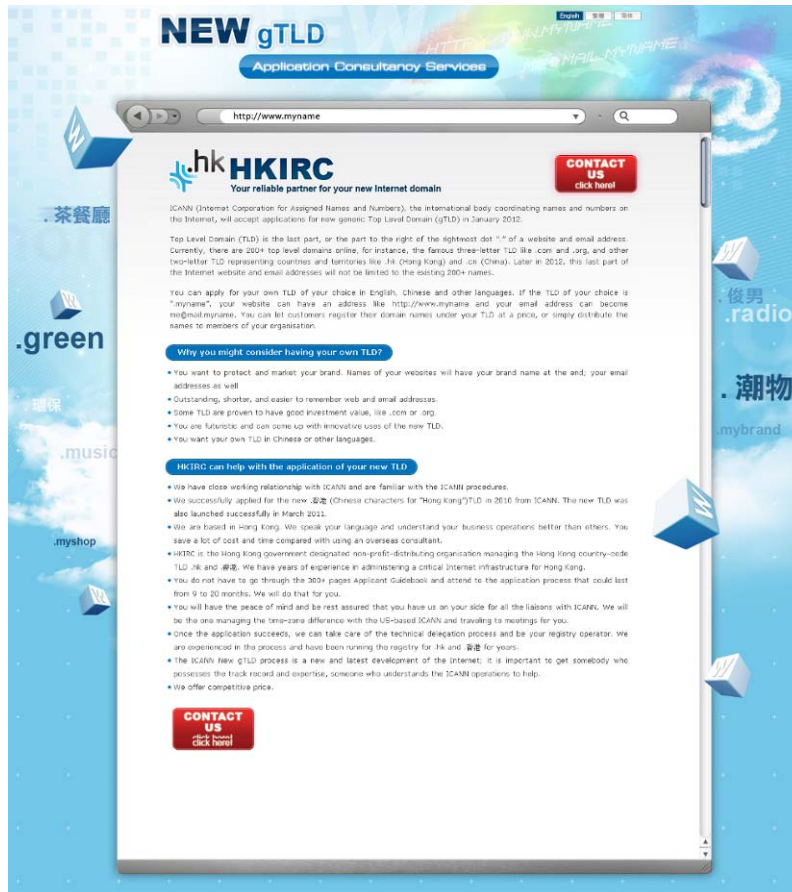 English 繁體 简体
NEW gTLD
HTTP://WWW.MYNAME
Application Consultancy Services
ME@MAIL.MYNAME
http://www.myname
.hk HKIRC
Your reliable partner for your new Internet domain
CONTACT
US
click here!
ICANN (Internet Corporation for Assigned Names and Numbers), the international body coordinating names and numbers on
the Internet, will accept applications for new generic Top Level Domain (gTLD) in January 2012.
Top Level Domain (TLD) is the last part, or the part to the right of the rightmost dot "." of a website and email address.
Currently, there are 200+ top level domains online, for instance, the famous three-letter TLD like .com and .org, and other
two-letter TLD representing countries and territories like .hk (Hong Kong) and .cn (China). Later in 2012, this last part of
the Internet website and email addresses will not be limited to the existing 200+ names.
You can apply for your own TLD of your choice in English, Chinese and other languages. If the TLD of your choice is
".myname", your website can have an address like http://www.myname and your email address can become
me@mail.myname. You can let customers register their domain names under your TLD at a price, or simply distribute the
names to members of your organisation.
Why you might consider having your own TLD?
• You want to protect and market your brand. Names of your websites will have your brand name at the end; your email
addresses as well
• Outstanding, shorter, and easier to remember web and email addresses.
• Some TLD are proven to have good investment value, like .com or .org.
• You are futuristic and can come up with innovative uses of the new TLD.
• You want your own TLD in Chinese or other languages.
HKIRC can help with the application of your new TLD
• We have close working relationship with ICANN and are familiar with the ICANN procedures.
• We successfully applied for the new .香港 (Chinese characters for "Hong Kong")TLD in 2010 from ICANN. The new TLD was
also launched successfully in March 2011.
• We are based in Hong Kong. We speak your language and understand your business operations better than others. You
save a lot of cost and time compared with using an overseas consultant.
• HKIRC is the Hong Kong government designated non-profit-distributing organisation managing the Hong Kong country-code
TLD .hk and .香港. We have years of experience in administering a critical Internet infrastructure for Hong Kong.
• You do not have to go through the 300+ pages Applicant Guidebook and attend to the application process that could last
from 9 to 20 months. We will do that for you.
• You will have the peace of mind and be rest assured that you have us on your side for all the liaisons with ICANN. We will
be the one managing the time-zone difference with the US-based ICANN and traveling to meetings for you.
• Once the application succeeds, we can take care of the technical delegation process and be your registry operator. We
are experienced in the process and have been running the registry for .hk and .香港 for years.
• The ICANN New gTLD process is a new and latest development of the Internet; it is important to get somebody who
possesses the track record and expertise, someone who understands the ICANN operations to help.
• We offer competitive price.
CONTACT
US
click here!
.茶餐廳
.green
.環保
.music
.myshop
.俊男
.radio
.潮物
.mybrand
W
W
W
W
W
W